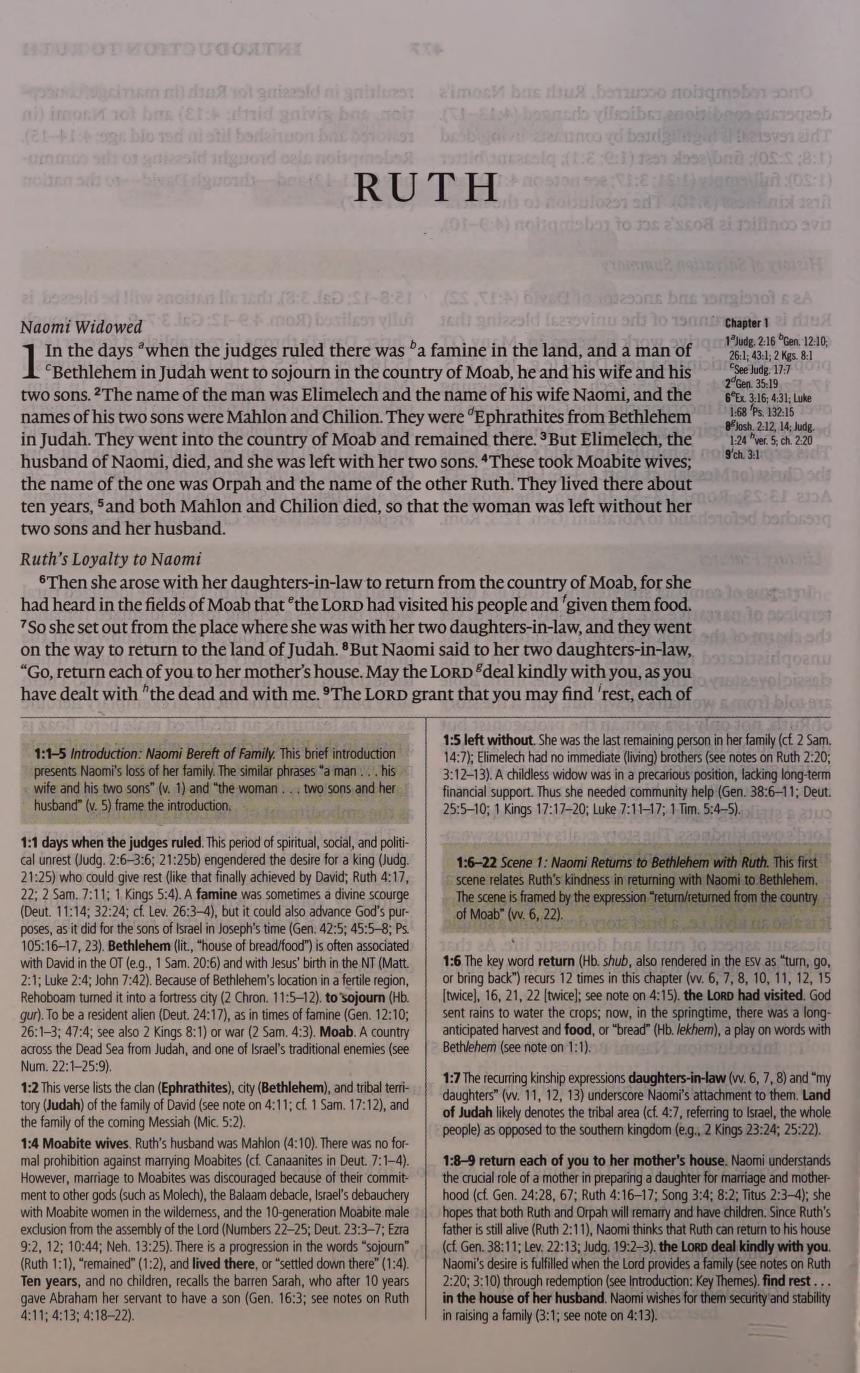 RUTH
Naomi Widowed
1 In the days awhen the judges ruled there was ba famine in the land, and a man of
cBethlehem in Judah went to sojourn in the country of Moab, he and his wife and his
two sons. 2The name of the man was Elimelech and the name of his wife Naomi, and the
names of his two sons were Mahlon and Chilion. They were dEphrathites from Bethlehem
in Judah. They went into the country of Moab and remained there. 3But Elimelech, the
husband of Naomi, died, and she was left with her two sons. 4These took Moabite wives;
the name of the one was Orpah and the name of the other Ruth. They lived there about
ten years, 5and both Mahlon and Chilion died, so that the woman was left without her
two sons and her husband.
Ruth's Loyalty to Naomi
6Then she arose with her daughters-in-law to return from the country of Moab, for she
had heard in the fields of Moab that ethe LORD had visited his people and fgiven them food.
7So she set out from the place where she was with her two daughters-in-law, and they went
on the way to return to the land of Judah. 8But Naomi said to her two daughters-in-law,
“Go, return each of you to her mother's house. May the LORD gdeal kindly with you, as you
have dealt with hthe dead and with me. 9The LORD grant that you may find irest, each of
Chapter 1
1aJudg. 2:16 bGen. 12:10;
26:1; 43:1; 2 Kgs. 8:1
cSee Judg. 17:7
2dGen. 35:19
6eEx. 3:16; 4:31; Luke
1:68 fPs. 132:15
8gJosh. 2:12, 14; Judg.
1:24 hver. 5; ch. 2:20
9ich. 3:1
1:1–5 Introduction: Naomi Bereft of Family. This brief introduction
presents Naomi's loss of her family. The similar phrases “a man . . . his
wife and his two sons” (v. 1) and “the woman . . . two sons and her
husband” (v. 5) frame the introduction.
1:1 days when the judges ruled. This period of spiritual, social, and politi-
cal unrest (Judg. 2:6–3:6; 21:25b) engendered the desire for a king (Judg.
21:25) who could give rest (like that finally achieved by David; Ruth 4:17,
22; 2 Sam. 7:11; 1 Kings 5:4). A famine was sometimes a divine scourge
(Deut. 11:14; 32:24; cf. Lev. 26:3–4), but it could also advance God's pur-
poses, as it did for the sons of Israel in Joseph's time (Gen. 42:5; 45:5–8; Ps.
105:16–17, 23). Bethlehem (lit., “house of bread/food”) is often associated
with David in the OT (e.g., 1 Sam. 20:6) and with Jesus' birth in the NT (Matt.
2:1; Luke 2:4; John 7:42). Because of Bethlehem's location in a fertile region,
Rehoboam turned it into a fortress city (2 Chron. 11:5–12). to sojourn (Hb.
gur). To be a resident alien (Deut. 24:17), as in times of famine (Gen. 12:10;
26:1–3; 47:4; see also 2 Kings 8:1) or war (2 Sam. 4:3). Moab. A country
across the Dead Sea from Judah, and one of Israel's traditional enemies (see
Num. 22:1–25:9).
1:2 This verse lists the clan (Ephrathites), city (Bethlehem), and tribal terri-
tory (Judah) of the family of David (see note on 4:11; cf. 1 Sam. 17:12), and
the family of the coming Messiah (Mic. 5:2).
1:4 Moabite wives. Ruth's husband was Mahlon (4:10). There was no for-
mal prohibition against marrying Moabites (cf. Canaanites in Deut. 7:1–4).
However, marriage to Moabites was discouraged because of their commit-
ment to other gods (such as Molech), the Balaam debacle, Israel's debauchery
with Moabite women in the wilderness, and the 10-generation Moabite male
exclusion from the assembly of the Lord (Numbers 22–25; Deut. 23:3–7; Ezra
9:2, 12; 10:44; Neh. 13:25). There is a progression in the words “sojourn”
(Ruth 1:1), “remained” (1:2), and lived there, or “settled down there” (1:4).
Ten years, and no children, recalls the barren Sarah, who after 10 years
gave Abraham her servant to have a son (Gen. 16:3; see notes on Ruth
4:11; 4:13; 4:18–22).
1:5 left without. She was the last remaining person in her family (cf. 2 Sam.
14:7); Elimelech had no immediate (living) brothers (see notes on Ruth 2:20;
3:12–13). A childless widow was in a precarious position, lacking long-term
financial support. Thus she needed community help (Gen. 38:6–11; Deut.
25:5–10; 1 Kings 17:17–20; Luke 7:11–17; 1 Tim. 5:4–5).
1:6–22 Scene 1: Naomi Returns to Bethlehem with Ruth. This first
scene relates Ruth's kindness in returning with Naomi to Bethlehem.
The scene is framed by the expression “return/returned from the country
of Moab” (vv. 6, 22).
1:6 The key word return (Hb. shub, also rendered in the ESV as “turn, go,
or bring back”) recurs 12 times in this chapter (vv. 6, 7, 8, 10, 11, 12, 15
[twice], 16, 21, 22 [twice]; see note on 4:15). the LORD had visited. God
sent rains to water the crops; now, in the springtime, there was a long-
anticipated harvest and food, or “bread” (Hb. lekhem), a play on words with
Bethlehem (see note on 1:1).
1:7 The recurring kinship expressions daughters-in-law (vv. 6, 7, 8) and “my
daughters” (vv. 11, 12, 13) underscore Naomi's attachment to them. Land
of Judah likely denotes the tribal area (cf. 4:7, referring to Israel, the whole
people) as opposed to the southern kingdom (e.g., 2 Kings 23:24; 25:22).
1:8–9 return each of you to her mother's house. Naomi understands
the crucial role of a mother in preparing a daughter for marriage and mother-
hood (cf. Gen. 24:28, 67; Ruth 4:16–17; Song 3:4; 8:2; Titus 2:3–4); she
hopes that both Ruth and Orpah will remarry and have children. Since Ruth's
father is still alive (Ruth 2:11), Naomi thinks that Ruth can return to his house
(cf. Gen. 38:11; Lev. 22:13; Judg. 19:2–3). the LORD deal kindly with you.
Naomi's desire is fulfilled when the Lord provides a family (see notes on Ruth
2:20; 3:10) through redemption (see Introduction: Key Themes). find rest . . .
in the house of her husband. Naomi wishes for them security and stability
in raising a family (3:1; see note on 4:13).